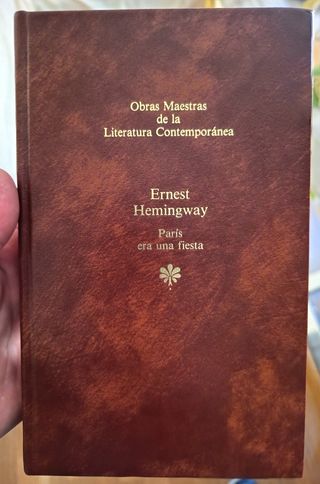 Obras Maestras
de la
Literatura Contemporánea
Ernest
Hemingway
París
era una fiesta